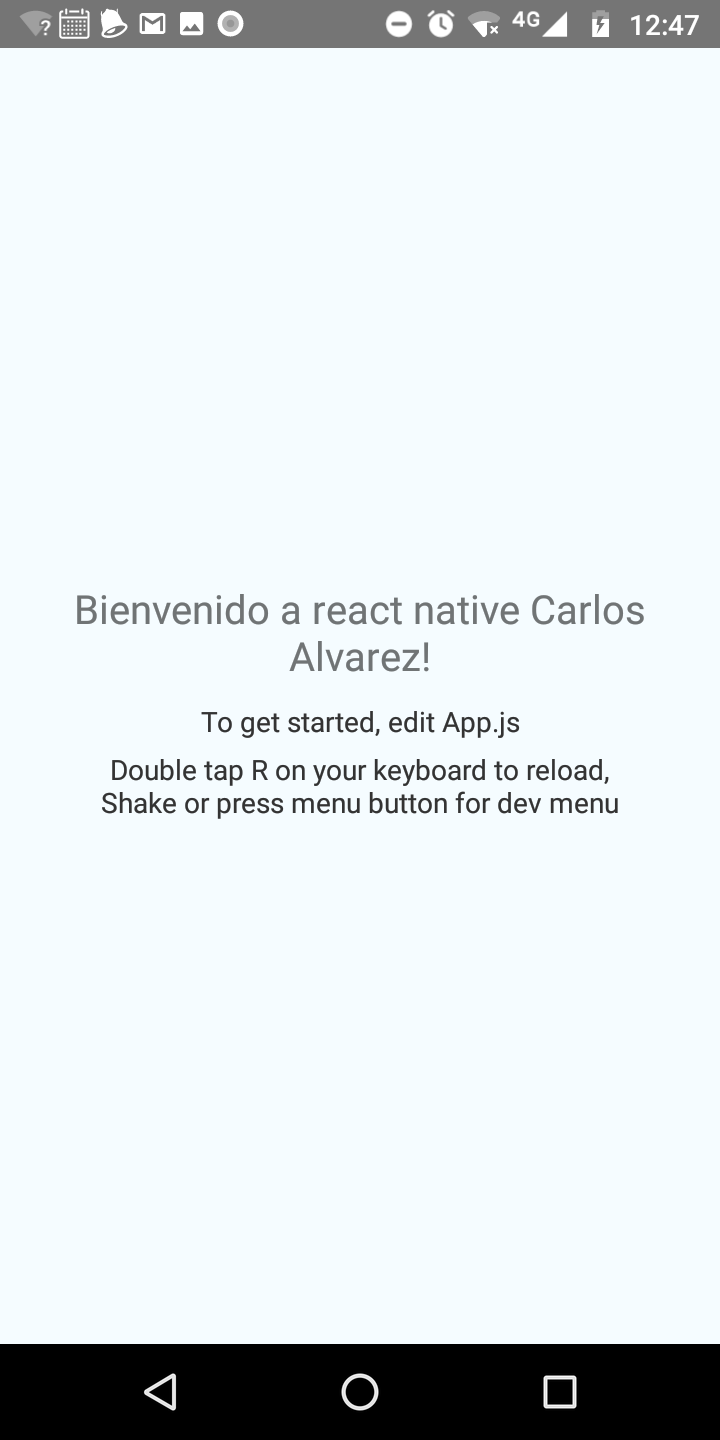 4G 12:47
Bienvenido a react native Carlos
Alvarez!
To get started, edit App.js
Double tap R on your keyboard to reload,
Shake or press menu button for dev menu